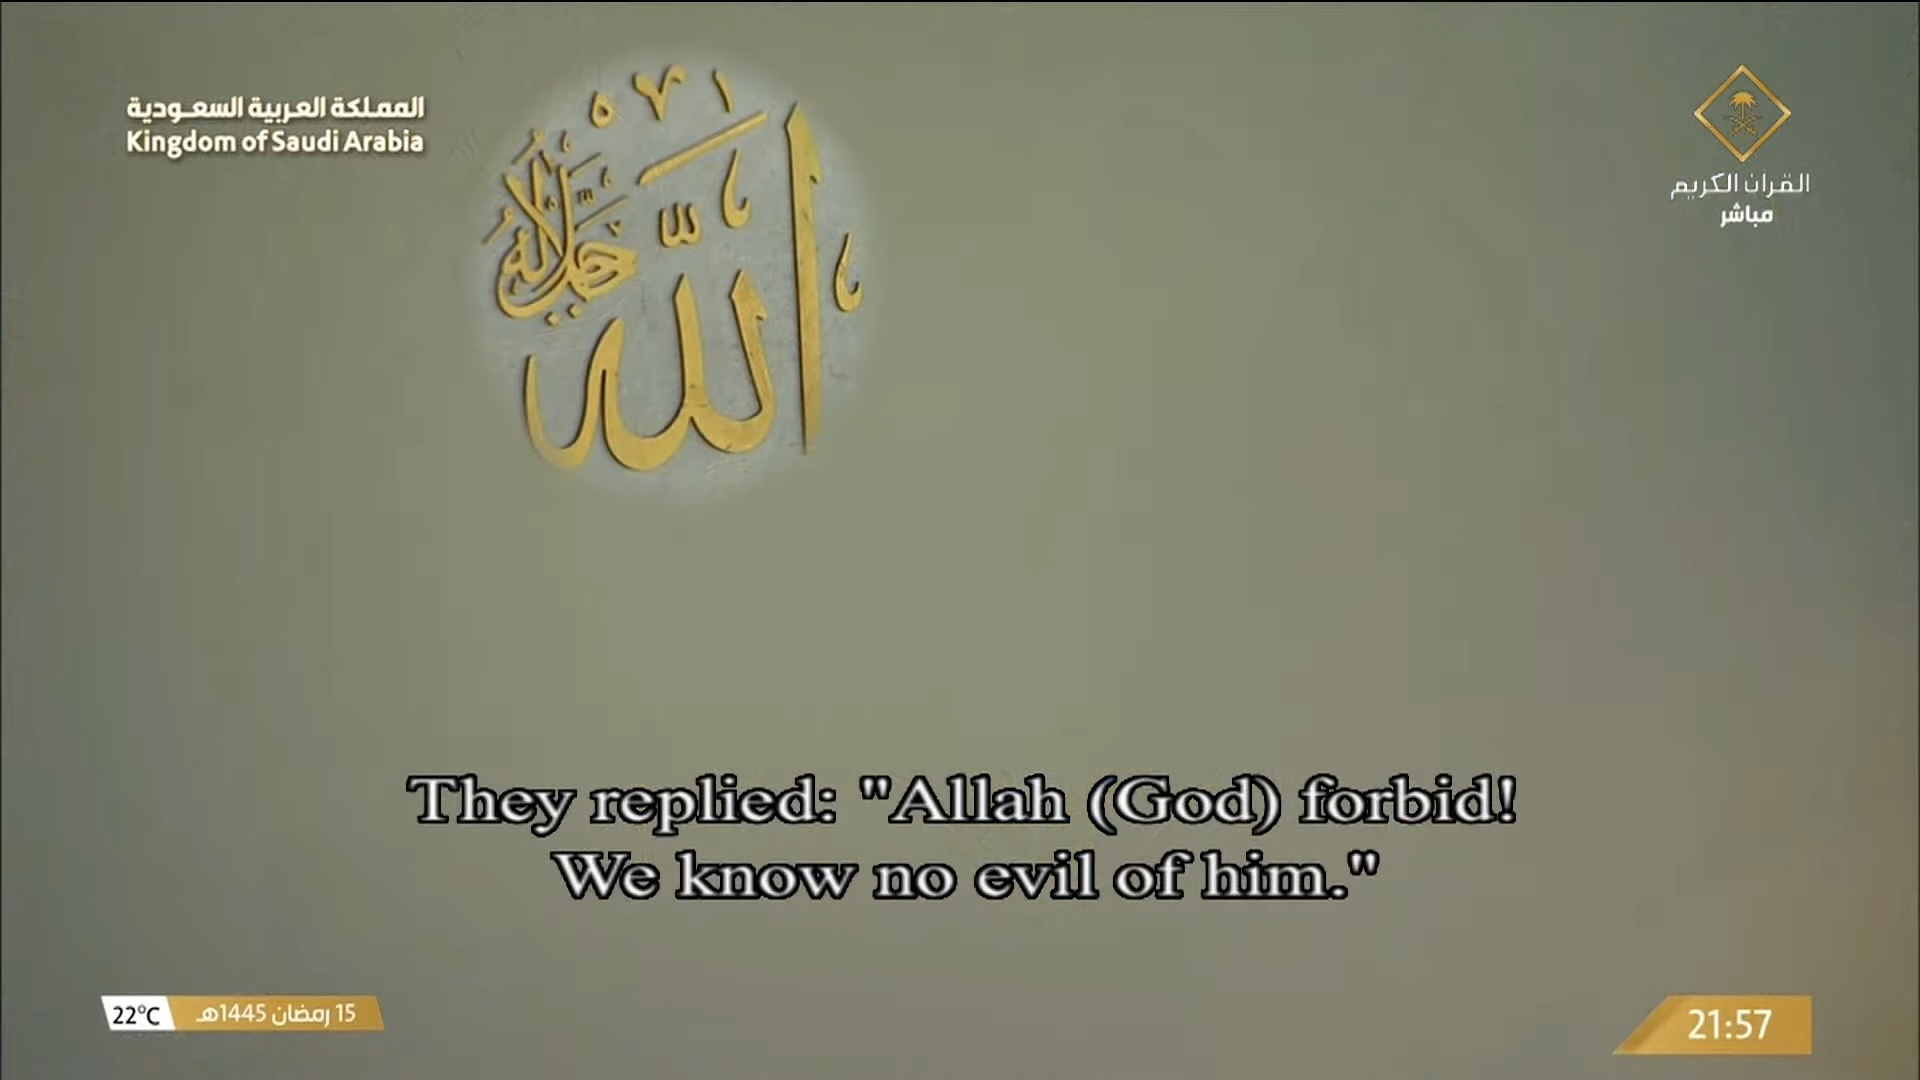 المملكة العربية السعودية
Kingdom of Saudi Arabia
القرآن الكريم
مباشر
الله
جل جلاله
They replied: "Allah (God) forbid!
We know no evil of him."
22°C
15 رمضان 1445هـ
21:57